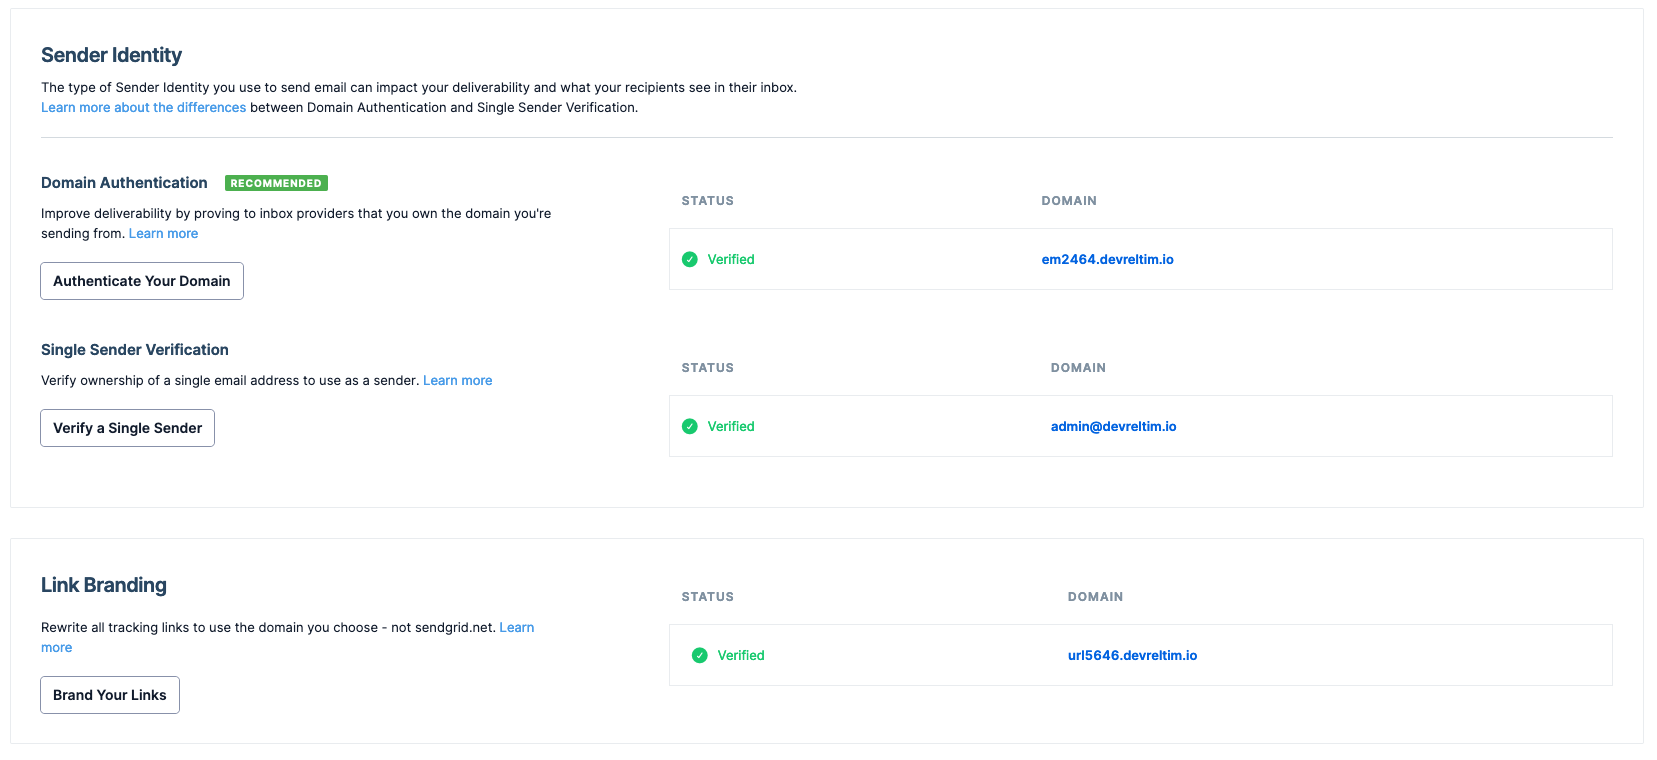 Sender Identity
The type of Sender Identity you use to send email can impact your deliverability and what your recipients see in their inbox.
Learn more about the differences between Domain Authentication and Single Sender Verification.
Domain Authentication RECOMMENDED
Improve deliverability by proving to inbox providers that you own the domain you're
sending from. Learn more
Authenticate Your Domain
STATUS DOMAIN
Verified em2464.devreltim.io
Single Sender Verification
Verify ownership of a single email address to use as a sender. Learn more
Verify a Single Sender
STATUS DOMAIN
Verified admin@devreltim.io
Link Branding
Rewrite all tracking links to use the domain you choose - not sendgrid.net. Learn
more
Brand Your Links
STATUS DOMAIN
Verified url5646.devreltim.io